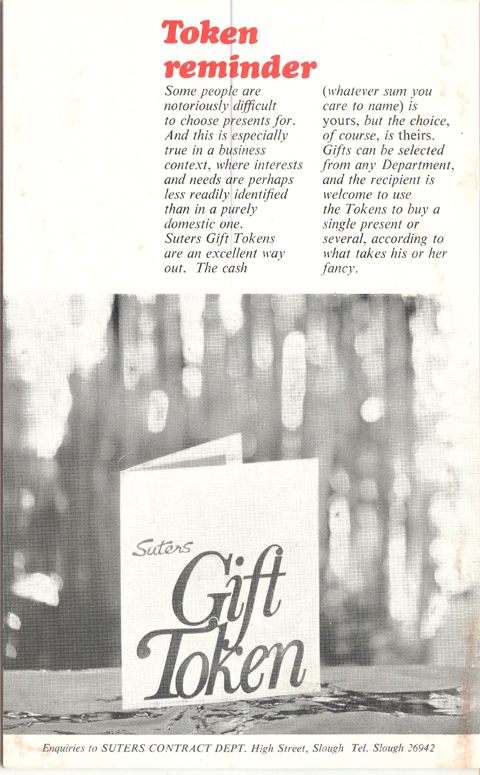 Token
reminder
Some people are
notoriously difficult
to choose presents for.
And this is especially
true in a business
context, where interests
and needs are perhaps
less readily identified
than in a purely
domestic one.
Suters Gift Tokens
are an excellent way
out. The cash
(whatever sum you
care to name) is
yours, but the choice,
of course, is theirs.
Gifts can be selected
from any Department,
and the recipient is
welcome to use
the Tokens to buy a
single present or
several, according to
what takes his or her
fancy.
Suters
Gift
Token
Enquiries to SUTERS CONTRACT DEPT. High Street, Slough Tel. Slough 26942